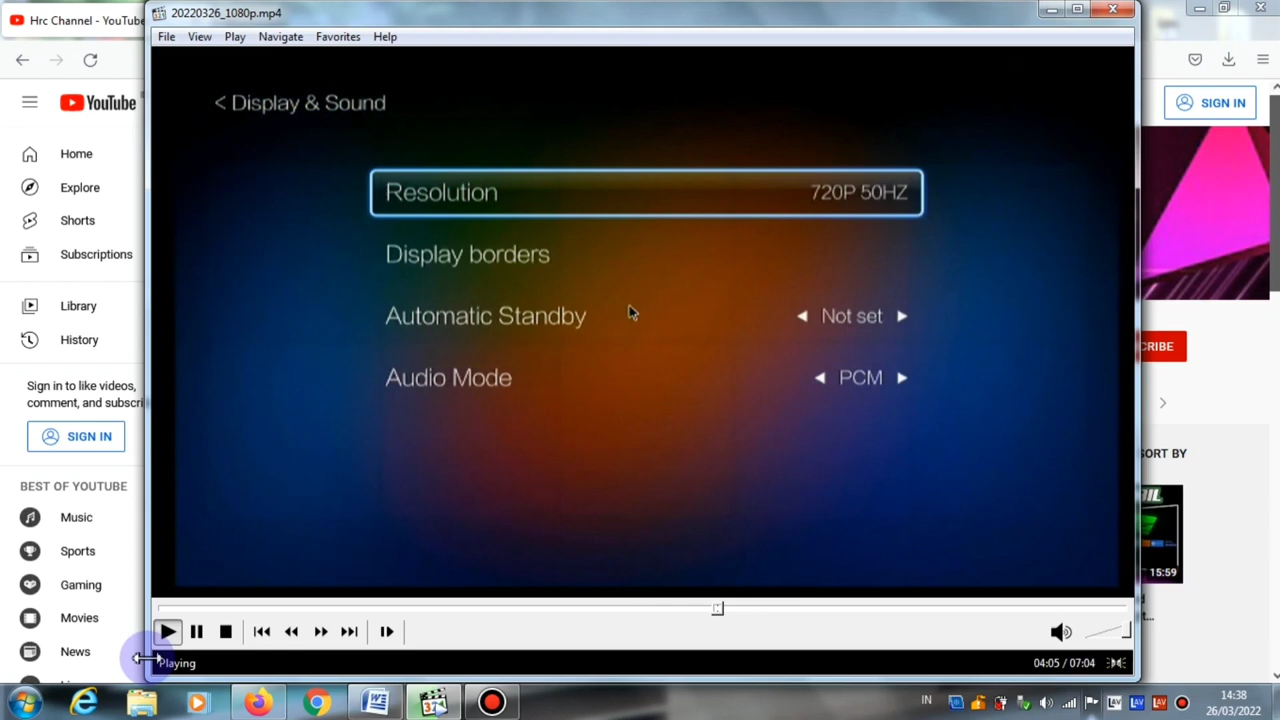 Hrc Channel - YouTube
20220326_1080p.mp4
File View Play Navigate Favorites Help
YouTube
SIGN IN
Home
Explore
Shorts
Subscriptions
Library
History
Sign in to like videos,
comment, and subscri
SIGN IN
BEST OF YOUTUBE
Music
Sports
Gaming
Movies
News
< Display & Sound
Resolution 720P 50HZ
Display borders
Automatic Standby Not set
Audio Mode PCM
CRIBE
SORT BY
15:59
Playing
04:05 / 07:04
IN
LAV
LAV
LAV
14:38
26/03/2022